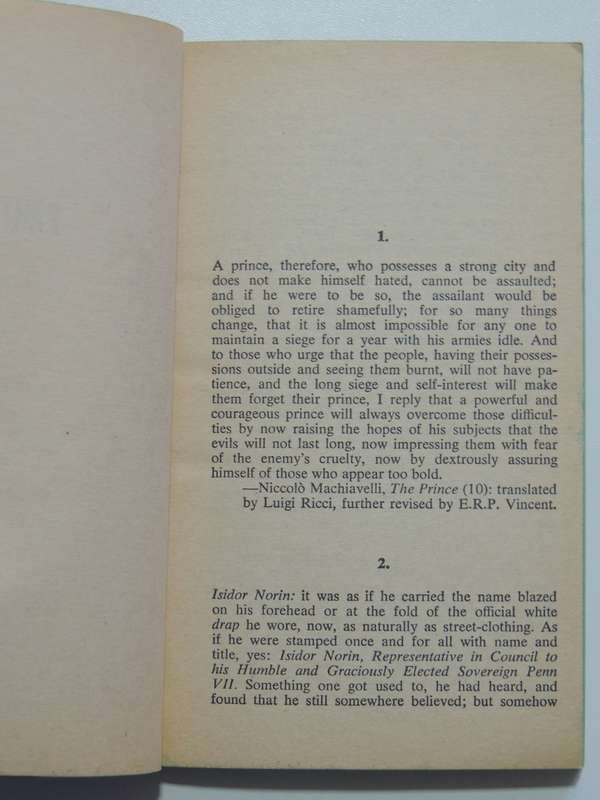 1.
A prince, therefore, who possesses a strong city and
does not make himself hated, cannot be assaulted;
and if he were to be so, the assailant would be
obliged to retire shamefully; for so many things
change, that it is almost impossible for any one to
maintain a siege for a year with his armies idle. And
to those who urge that the people, having their posses-
sions outside and seeing them burnt, will not have pa-
tience, and the long siege and self-interest will make
them forget their prince, I reply that a powerful and
courageous prince will always overcome those difficul-
ties by now raising the hopes of his subjects that the
evils will not last long, now impressing them with fear
of the enemy's cruelty, now by dextrously assuring
himself of those who appear too bold.
—Niccolò Machiavelli, The Prince (10): translated
by Luigi Ricci, further revised by E.R.P. Vincent.
2.
Isidor Norin: it was as if he carried the name blazed
on his forehead or at the fold of the official white
drap he wore, now, as naturally as street-clothing. As
if he were stamped once and for all with name and
title, yes: Isidor Norin, Representative in Council to
his Humble and Graciously Elected Sovereign Penn
VII. Something one got used to, he had heard, and
found that he still somewhere believed; but somehow